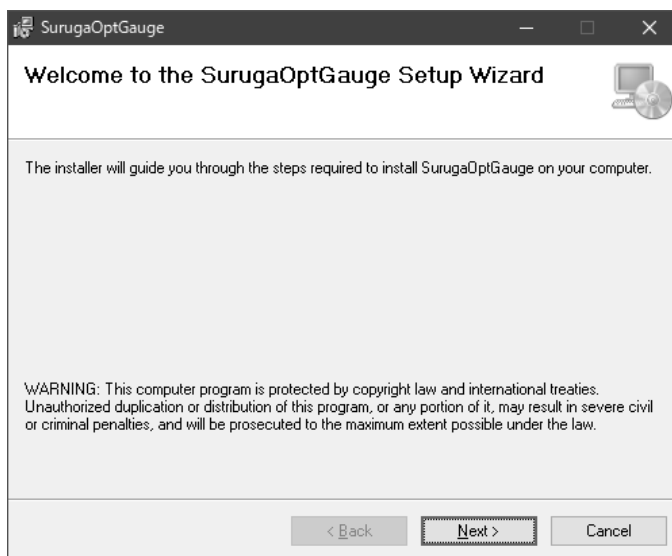 SurugaOptGauge
Welcome to the SurugaOptGauge Setup Wizard
The installer will guide you through the steps required to install SurugaOptGauge on your computer.
WARNING: This computer program is protected by copyright law and international treaties.
Unauthorized duplication or distribution of this program, or any portion of it, may result in severe civil
or criminal penalties, and will be prosecuted to the maximum extent possible under the law.
< Back
Next >
Cancel